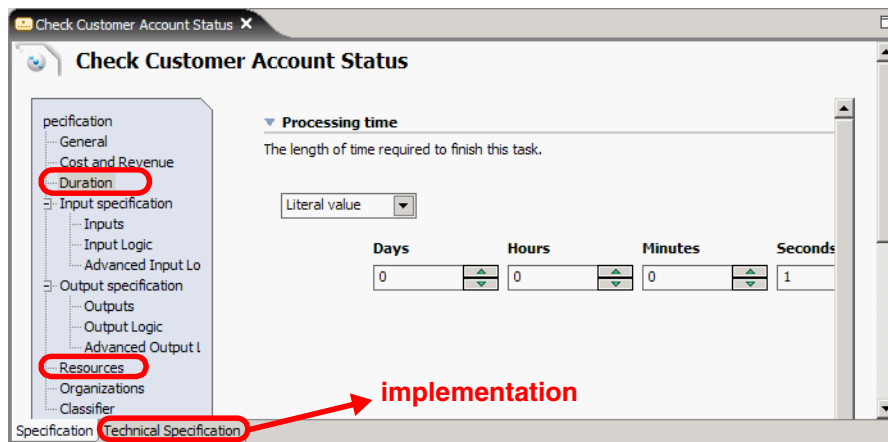 Check Customer Account Status
Check Customer Account Status
pecification
General
Cost and Revenue
Duration
Input specification
Inputs
Input Logic
Advanced Input Lo
Output specification
Outputs
Output Logic
Advanced Output L
Resources
Organizations
Classifier
Processing time
The length of time required to finish this task.
Literal value
Days Hours Minutes Seconds
0 0 0 1
implementation
Specification Technical Specification